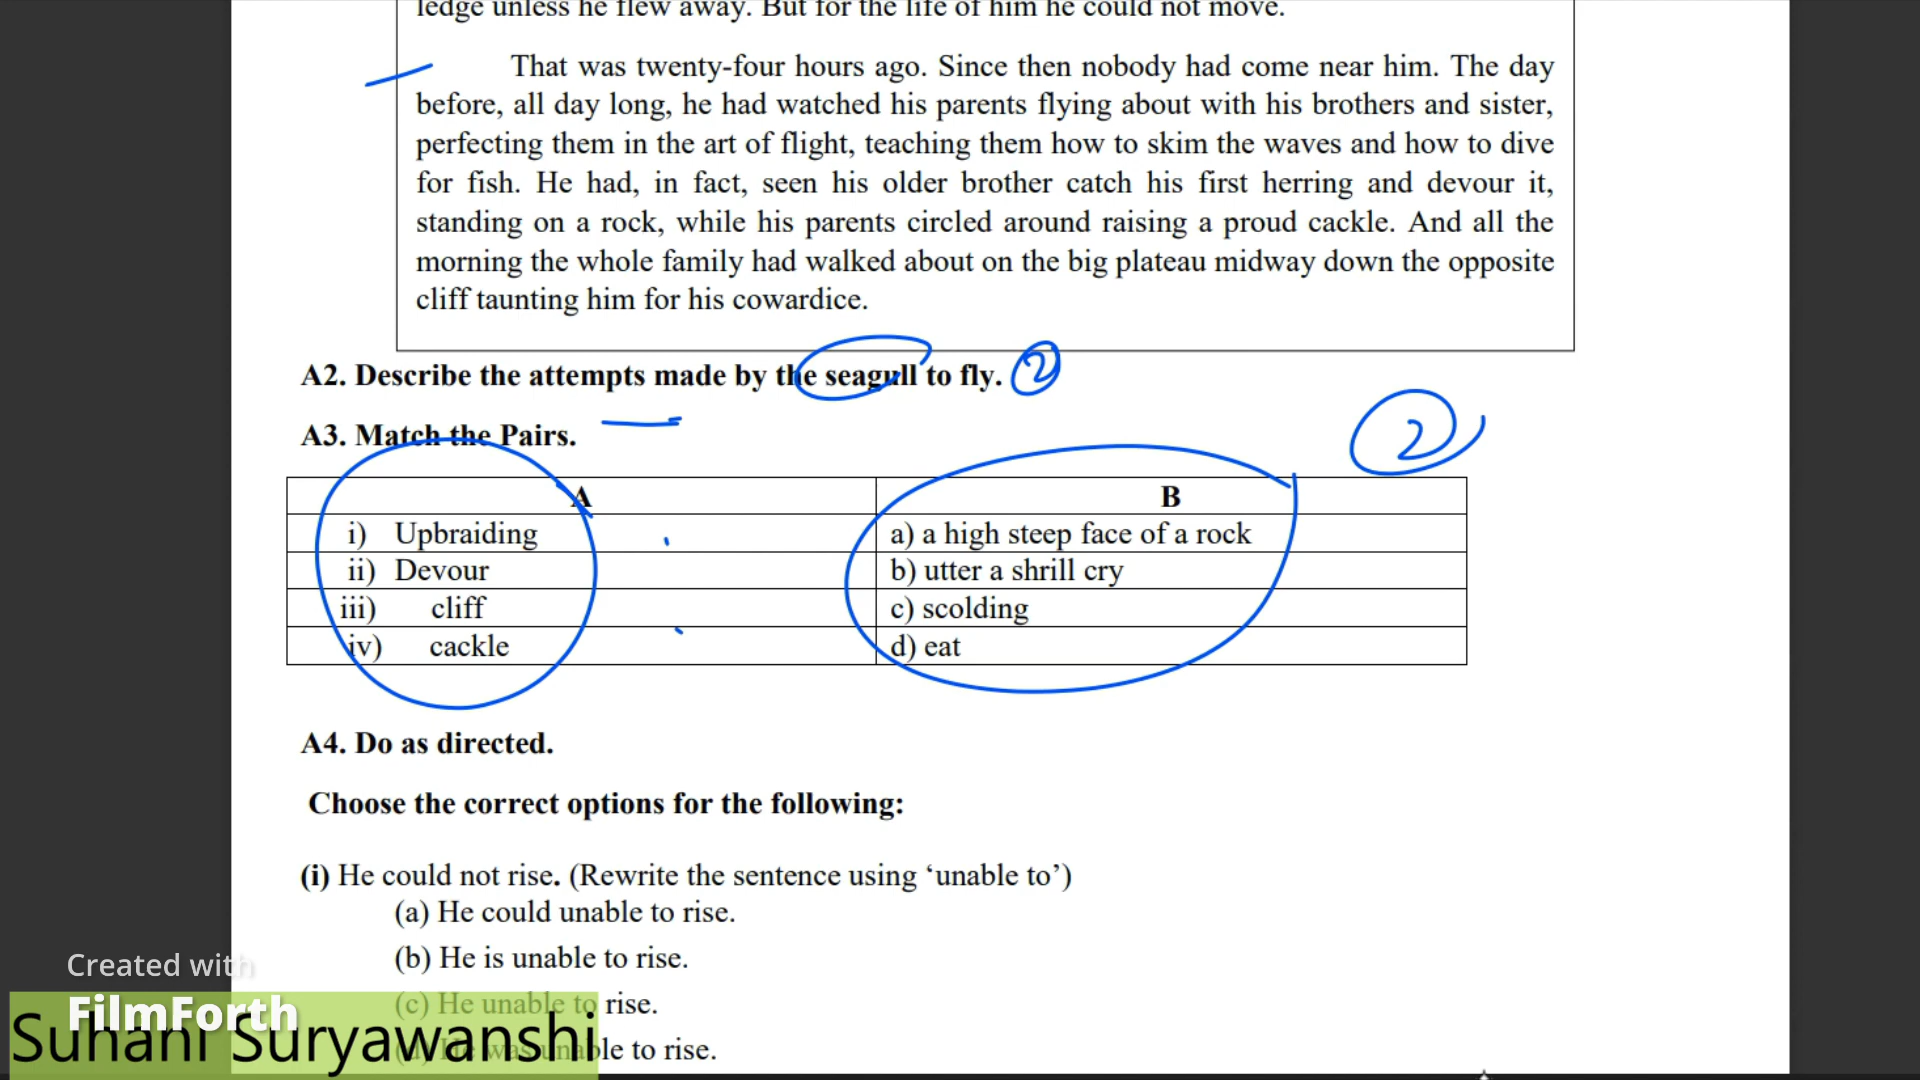 ledge unless he flew away. But for the life of him he could not move.
That was twenty-four hours ago. Since then nobody had come near him. The day
before, all day long, he had watched his parents flying about with his brothers and sister,
perfecting them in the art of flight, teaching them how to skim the waves and how to dive
for fish. He had, in fact, seen his older brother catch his first herring and devour it,
standing on a rock, while his parents circled around raising a proud cackle. And all the
morning the whole family had walked about on the big plateau midway down the opposite
cliff taunting him for his cowardice.
A2. Describe the attempts made by the seagull to fly. 2
A3. Match the Pairs.
2
A B
i) Upbraiding a) a high steep face of a rock
ii) Devour b) utter a shrill cry
iii) cliff c) scolding
iv) cackle d) eat
A4. Do as directed.
Choose the correct options for the following:
(i) He could not rise. (Rewrite the sentence using ‘unable to’)
(a) He could unable to rise.
(b) He is unable to rise.
(c) He unable to rise.
(d) He was unable to rise.
Created with
FilmForth
Suhani Suryawanshi